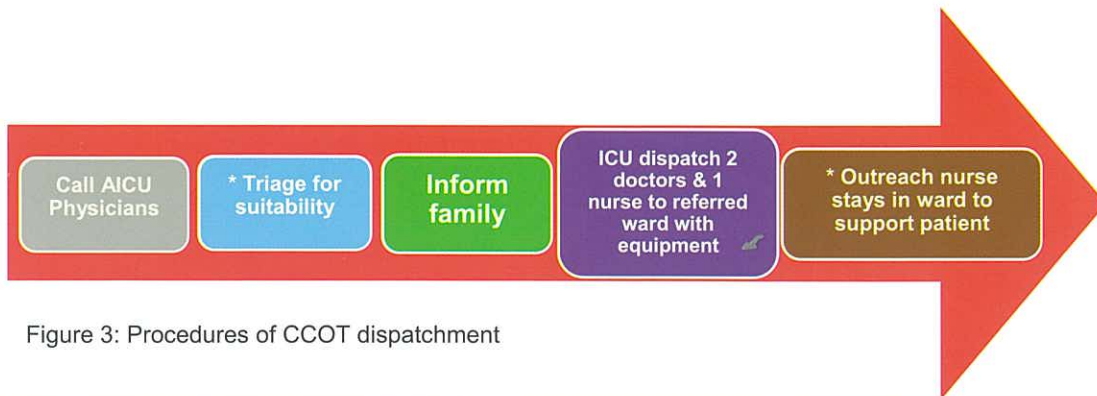 Call AICU
Physicians
* Triage for
suitability
Inform
family
ICU dispatch 2
doctors & 1
nurse to referred
ward with
equipment
* Outreach nurse
stays in ward to
support patient
Figure 3: Procedures of CCOT dispatchment